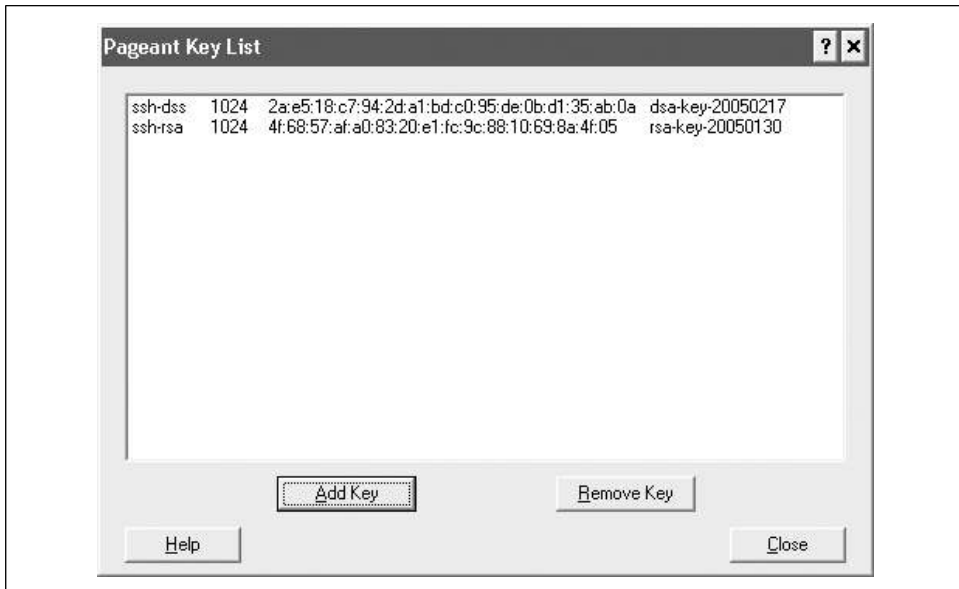 Pageant Key List
ssh-dss 1024 2a:e5:18:c7:94:2d:a1:bd:c0:95:de:0b:d1:35:ab:0a dsa-key-20050217
ssh-rsa 1024 4f:68:57:af:a0:83:20:e1:fc:9c:88:10:69:8a:4f:05 rsa-key-20050130
Add Key Remove Key
Help Close